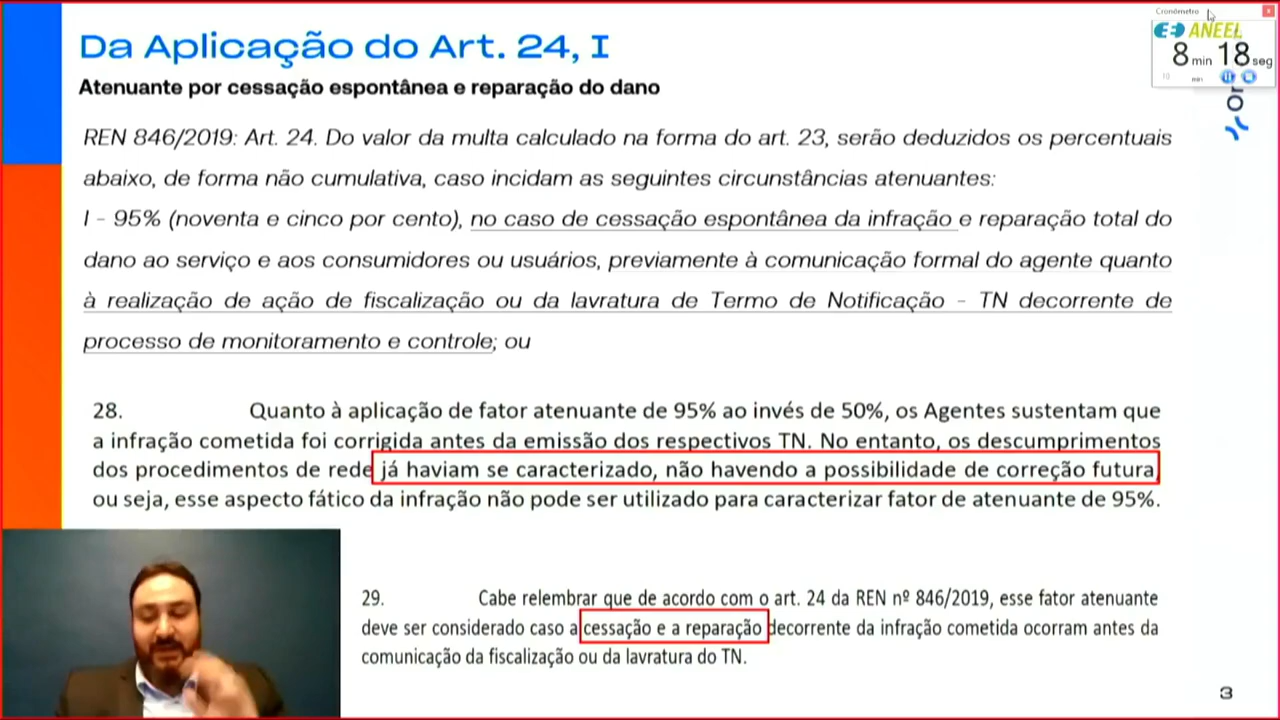 Cronômetro
ANEEL
8 min 18 seg
10 min
Da Aplicação do Art. 24, I
Atenuante por cessação espontânea e reparação do dano
REN 846/2019: Art. 24. Do valor da multa calculado na forma do art. 23, serão deduzidos os percentuais
abaixo, de forma não cumulativa, caso incidam as seguintes circunstâncias atenuantes:
I - 95% (noventa e cinco por cento), no caso de cessação espontânea da infração e reparação total do
dano ao serviço e aos consumidores ou usuários, previamente à comunicação formal do agente quanto
à realização de ação de fiscalização ou da lavratura de Termo de Notificação - TN decorrente de
processo de monitoramento e controle; ou
28. Quanto à aplicação de fator atenuante de 95% ao invés de 50%, os Agentes sustentam que
a infração cometida foi corrigida antes da emissão dos respectivos TN. No entanto, os descumprimentos
dos procedimentos de rede já haviam se caracterizado, não havendo a possibilidade de correção futura,
ou seja, esse aspecto fático da infração não pode ser utilizado para caracterizar fator de atenuante de 95%.
29. Cabe relembrar que de acordo com o art. 24 da REN nº 846/2019, esse fator atenuante
deve ser considerado caso a cessação e a reparação decorrente da infração cometida ocorram antes da
comunicação da fiscalização ou da lavratura do TN.
3